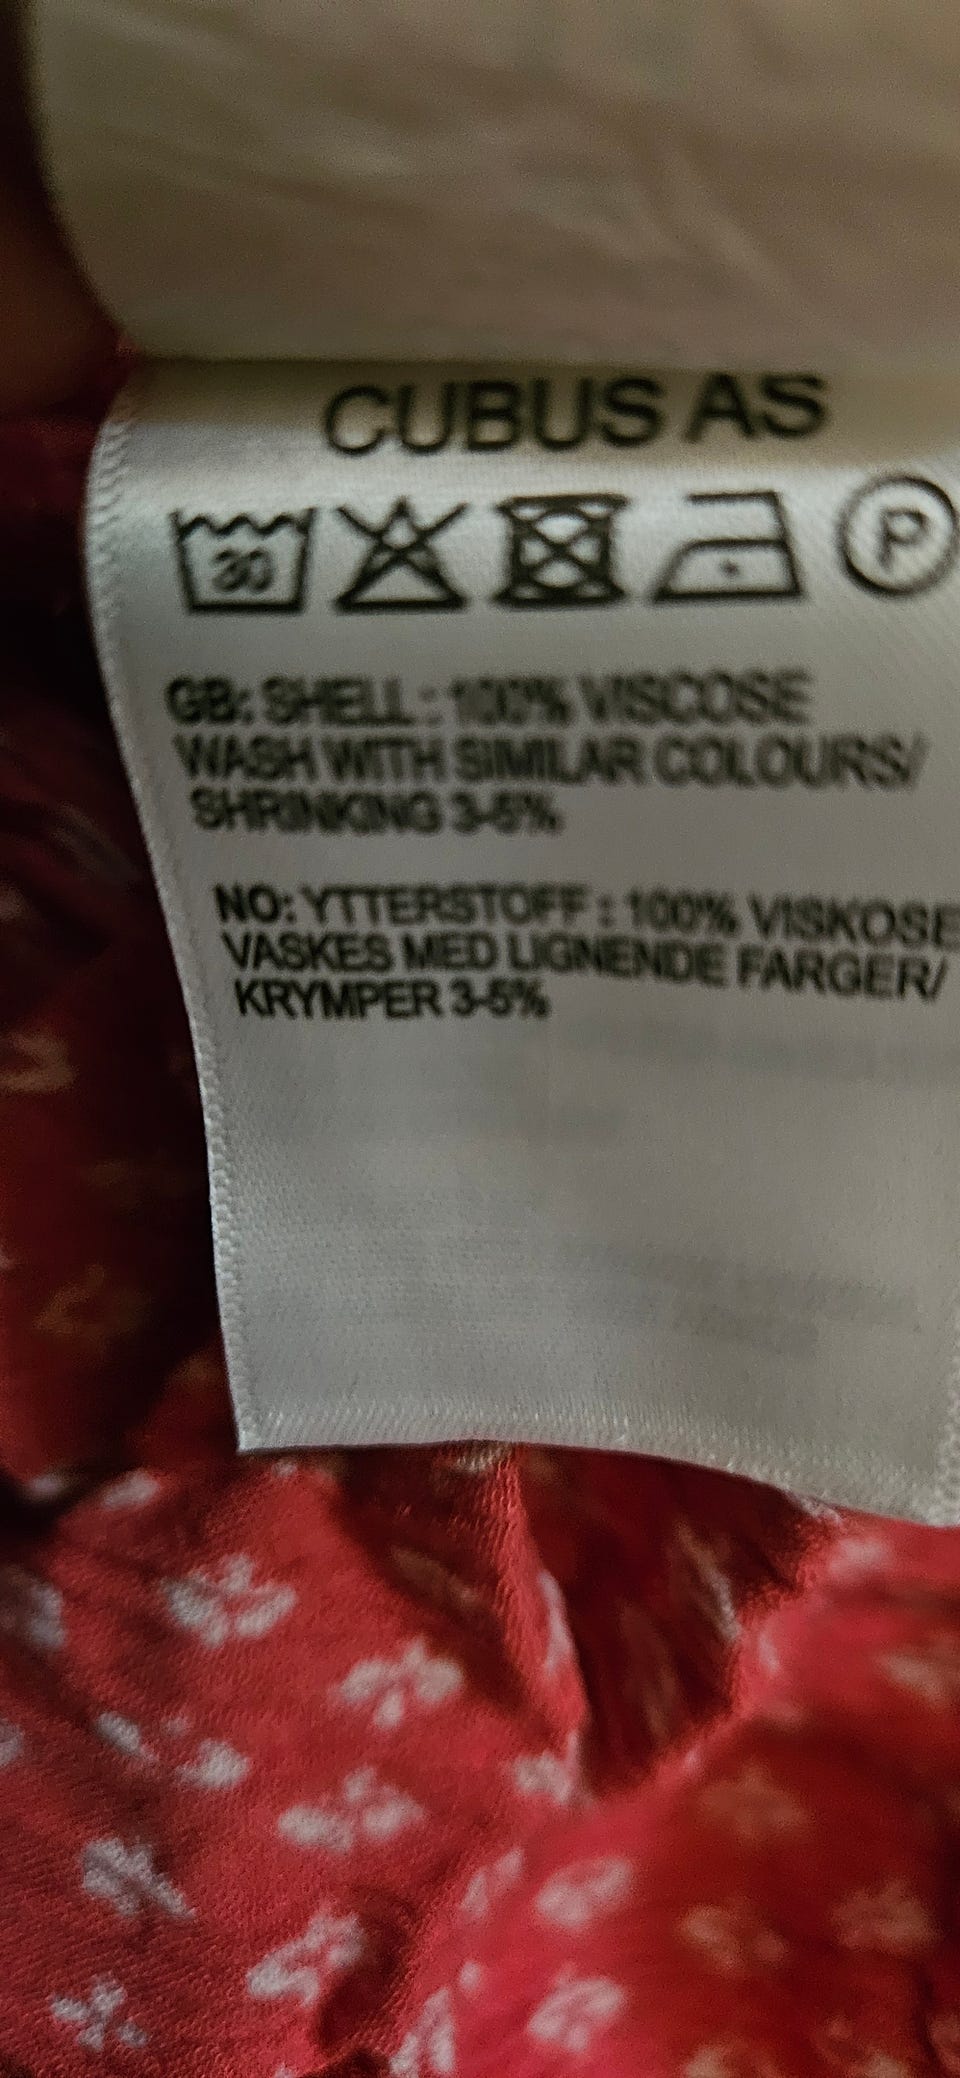 CUBUS AS
30 P
GB: SHELL : 100% VISCOSE
WASH WITH SIMILAR COLOURS/
SHRINKING 3-5%
NO: YTTERSTOFF : 100% VISKOSE
VASKES MED LIGNENDE FARGER/
KRYMPER 3-5%